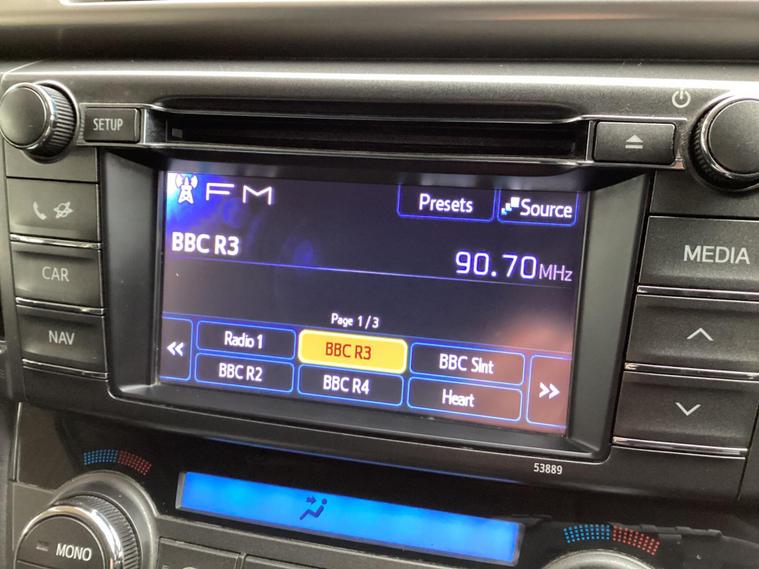 SETUP
FM
Presets
Source
BBC R3
90.70MHz
MEDIA
CAR
NAV
Page 1/3
Radio 1
BBC R3
BBC Slnt
BBC R2
BBC R4
Heart
53889
MONO